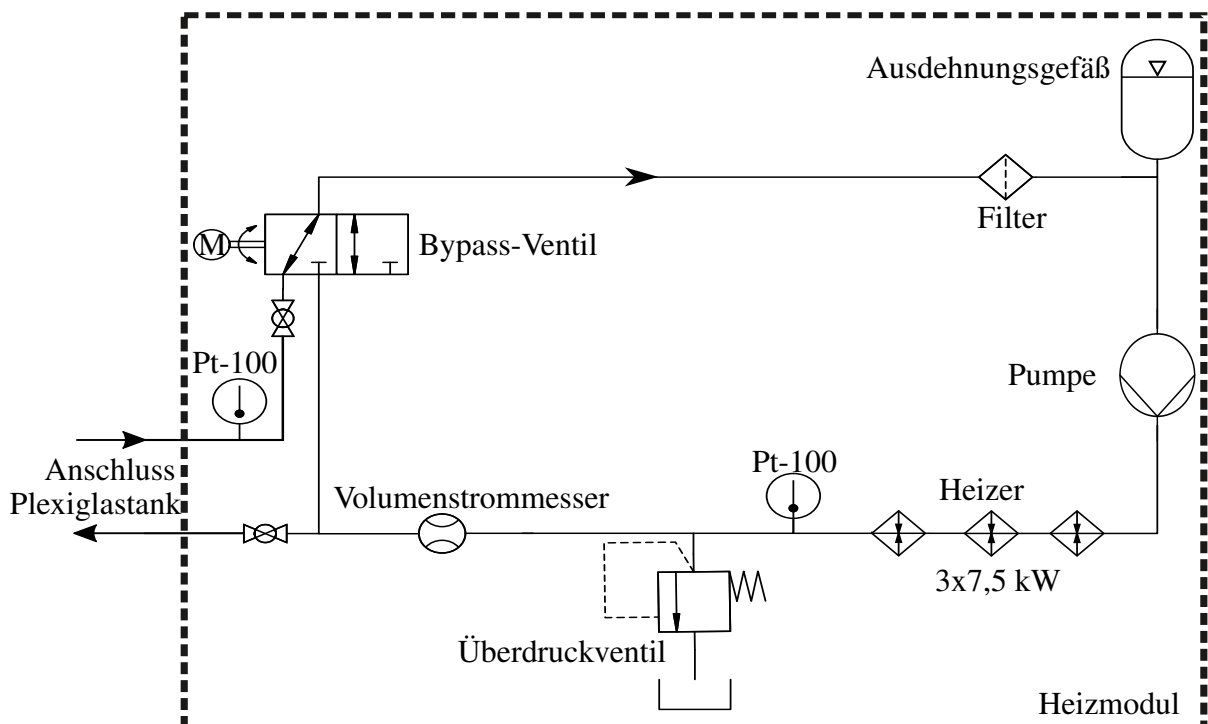 Ausdehnungsgefäß
Filter
M
Bypass-Ventil
Pt-100
Pumpe
Anschluss
Plexiglastank
Volumenstrommesser
Pt-100
Heizer
3x7,5 kW
Überdruckventil
Heizmodul